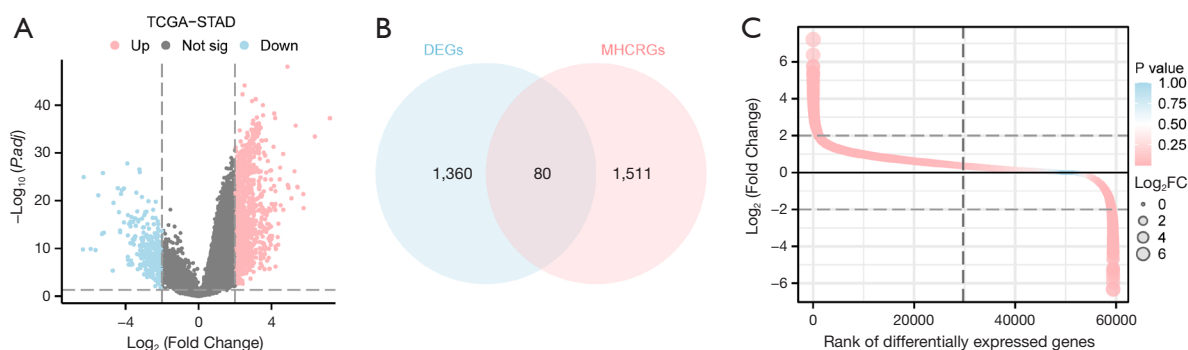 A
TCGA−STAD
Up Not sig Down
40
30
20
10
0
−Log10 (P.adj)
−4 0 4
Log2 (Fold Change)
B
DEGs MHCRGs
1,360 80 1,511
C
6
4
2
0
−2
−4
−6
Log2 (Fold Change)
0 20000 40000 60000
Rank of differentially expressed genes
P value
1.00
0.75
0.50
0.25
Log2FC
0
2
4
6